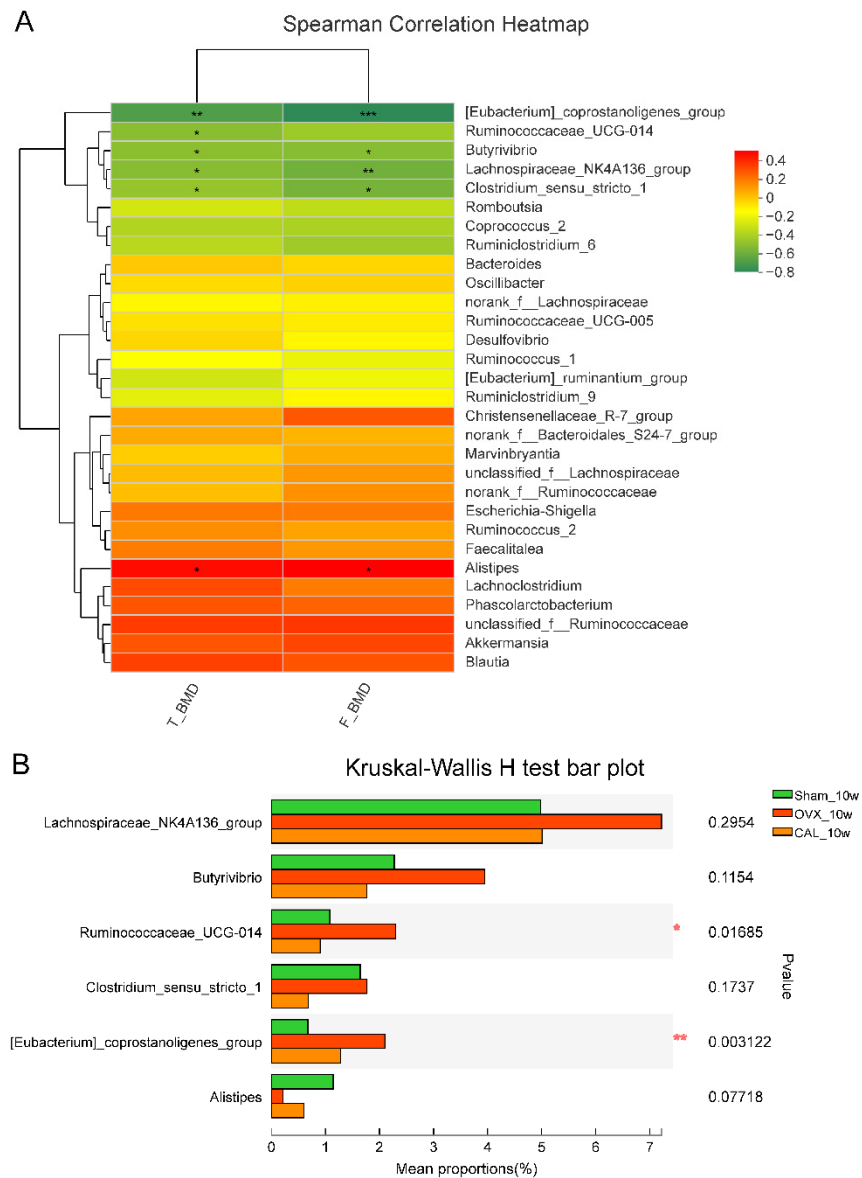 A
Spearman Correlation Heatmap
** *** [Eubacterium]_coprostanoligenes_group
* Ruminococcaceae_UCG-014
* * Butyrivibrio
* ** Lachnospiraceae_NK4A136_group
* * Clostridium_sensu_stricto_1
Romboutsia
Coprococcus_2
Ruminiclostridium_6
Bacteroides
Oscillibacter
norank_f__Lachnospiraceae
Ruminococcaceae_UCG-005
Desulfovibrio
Ruminococcus_1
[Eubacterium]_ruminantium_group
Ruminiclostridium_9
Christensenellaceae_R-7_group
norank_f__Bacteroidales_S24-7_group
Marvinbryantia
unclassified_f__Lachnospiraceae
norank_f__Ruminococcaceae
Escherichia-Shigella
Ruminococcus_2
Faecalitalea
* * Alistipes
Lachnoclostridium
Phascolarctobacterium
unclassified_f__Ruminococcaceae
Akkermansia
Blautia
0.4
0.2
0
−0.2
−0.4
−0.6
−0.8
T_BMD
F_BMD
B
Kruskal-Wallis H test bar plot
Sham_10w
OVX_10w
CAL_10w
Lachnospiraceae_NK4A136_group 0.2954
Butyrivibrio 0.1154
Ruminococcaceae_UCG-014 * 0.01685
Clostridium_sensu_stricto_1 0.1737
[Eubacterium]_coprostanoligenes_group ** 0.003122
Alistipes 0.07718
Pvalue
0 1 2 3 4 5 6 7
Mean proportions(%)